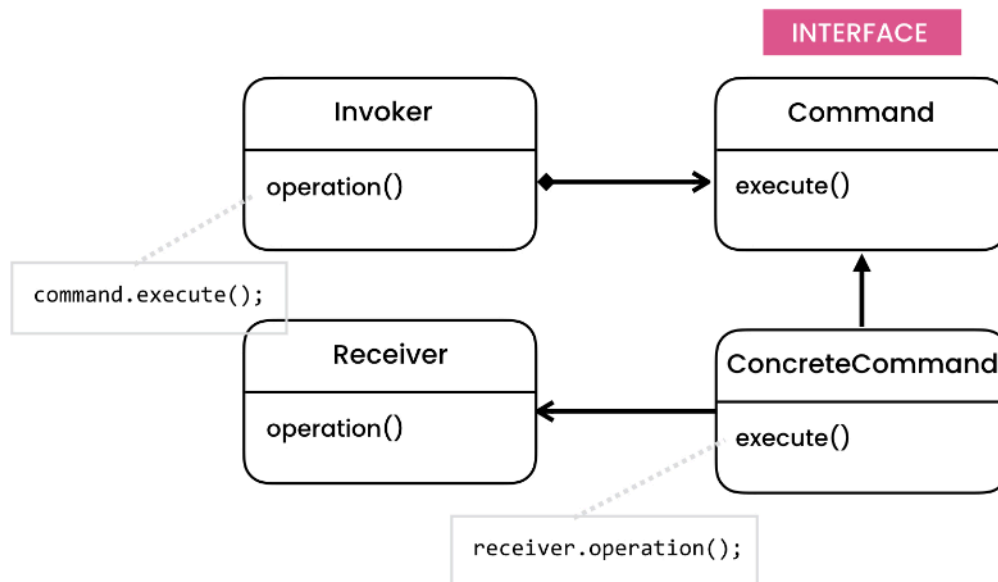 INTERFACE
Invoker
operation()
Command
execute()
command.execute();
Receiver
operation()
ConcreteCommand
execute()
receiver.operation();